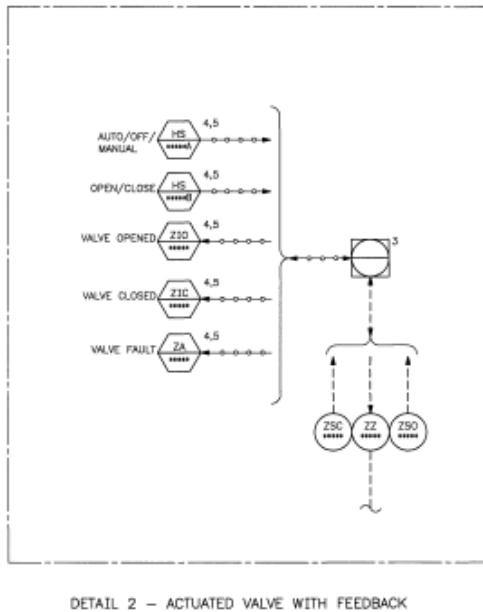 4,5
AUTO/OFF/
MANUAL
HS
*****A
4,5
OPEN/CLOSE
HS
*****B
4,5
VALVE OPENED
ZIO
*****
4,5
VALVE CLOSED
ZIC
*****
4,5
VALVE FAULT
ZA
*****
3
ZSC
*****
ZZ
*****
ZSO
*****
DETAIL 2 - ACTUATED VALVE WITH FEEDBACK